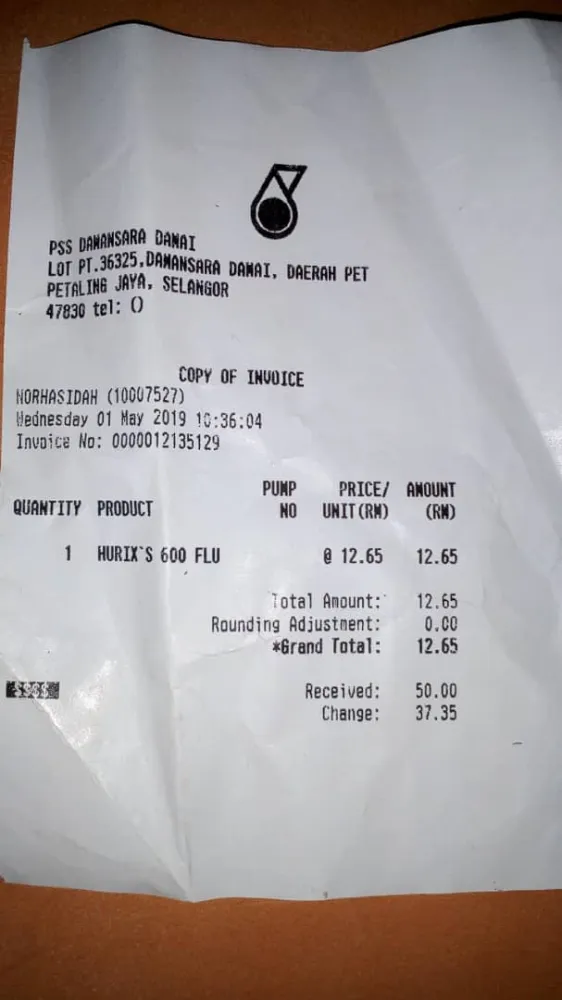 PSS DAMANSARA DAMAI
LOT PT.36325,DAMANSARA DAMAI, DAERAH PET
PETALING JAYA, SELANGOR
47830 tel: ()
COPY OF INVOICE
NORHASIDAH (10007527)
Wednesday 01 May 2019 10:36:04
Invoice No: 0000012135129
PUMP PRICE/ AMOUNT
QUANTITY PRODUCT NO UNIT(RM) (RM)
1 HURIX`S 600 FLU @ 12.65 12.65
Total Amount: 12.65
Rounding Adjustment: 0.00
*Grand Total: 12.65
$$$$ Received: 50.00
Change: 37.35